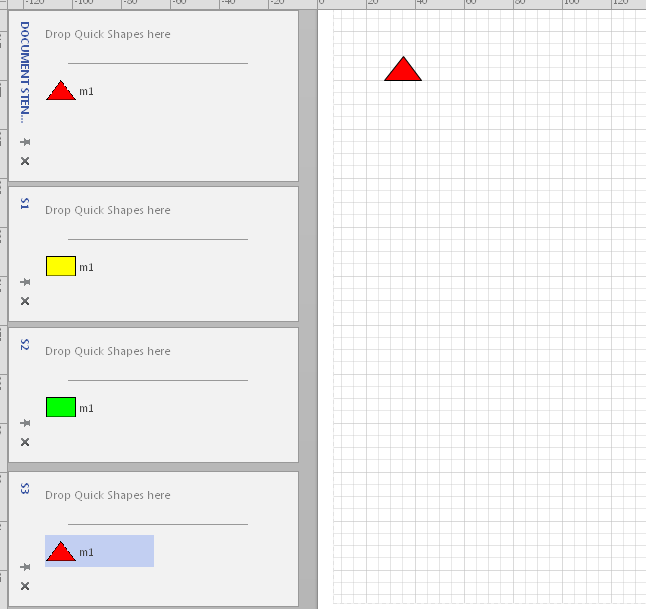 -120 -100 -80 -60 -40 -20 0 20 40 60 80 100 120
DOCUMENT STEN...
Drop Quick Shapes here
m1
S1
Drop Quick Shapes here
m1
S2
Drop Quick Shapes here
m1
S3
Drop Quick Shapes here
m1